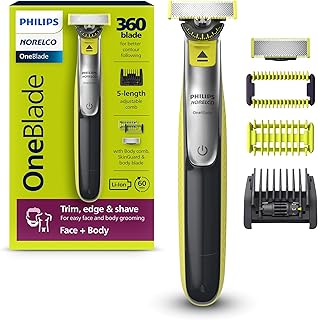 PHILIPS
NORELCO
OneBlade
360
blade
for better
contour following
5-length
adjustable
comb
with Body comb,
SkinGuard &
body blade
Li-Ion
60
OneBlade
Trim, edge & shave
For easy face and body grooming
Face + Body
PHILIPS
NORELCO
OneBlade